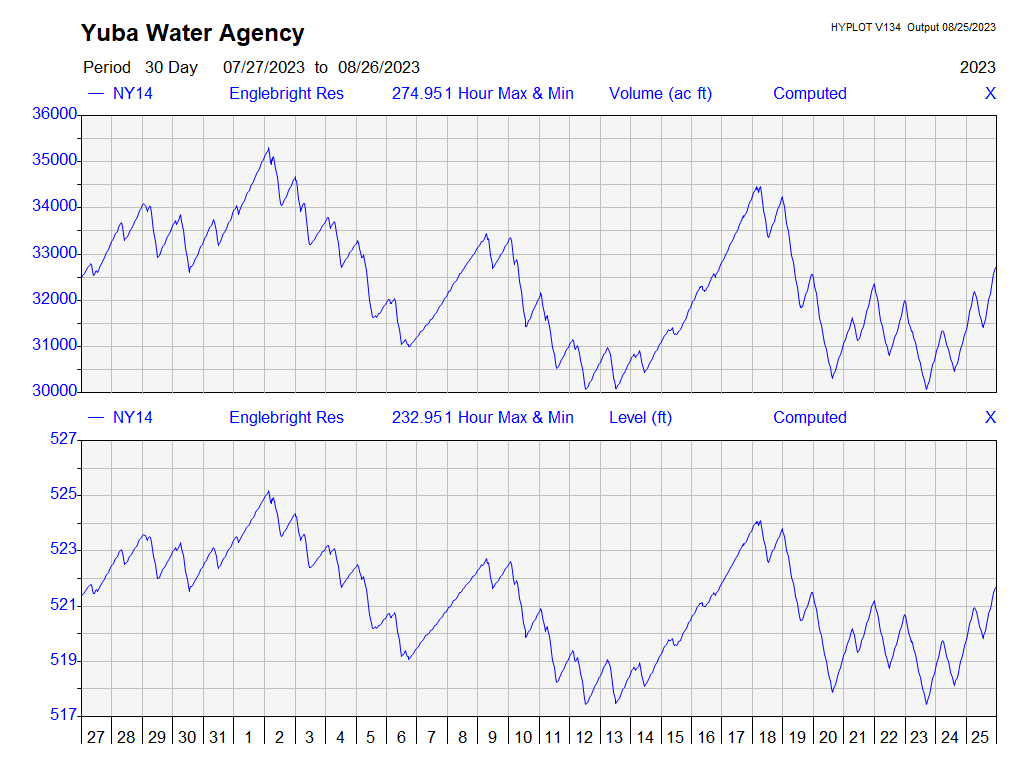 Yuba Water Agency
HYPLOT V134 Output 08/25/2023
Period 30 Day 07/27/2023 to 08/26/2023
2023
NY14 Englebright Res 274.951 Hour Max & Min Volume (ac ft) Computed X
36000
35000
34000
33000
32000
31000
30000
NY14 Englebright Res 232.951 Hour Max & Min Level (ft) Computed X
527
525
523
521
519
517
27 28 29 30 31 1 2 3 4 5 6 7 8 9 10 11 12 13 14 15 16 17 18 19 20 21 22 23 24 25